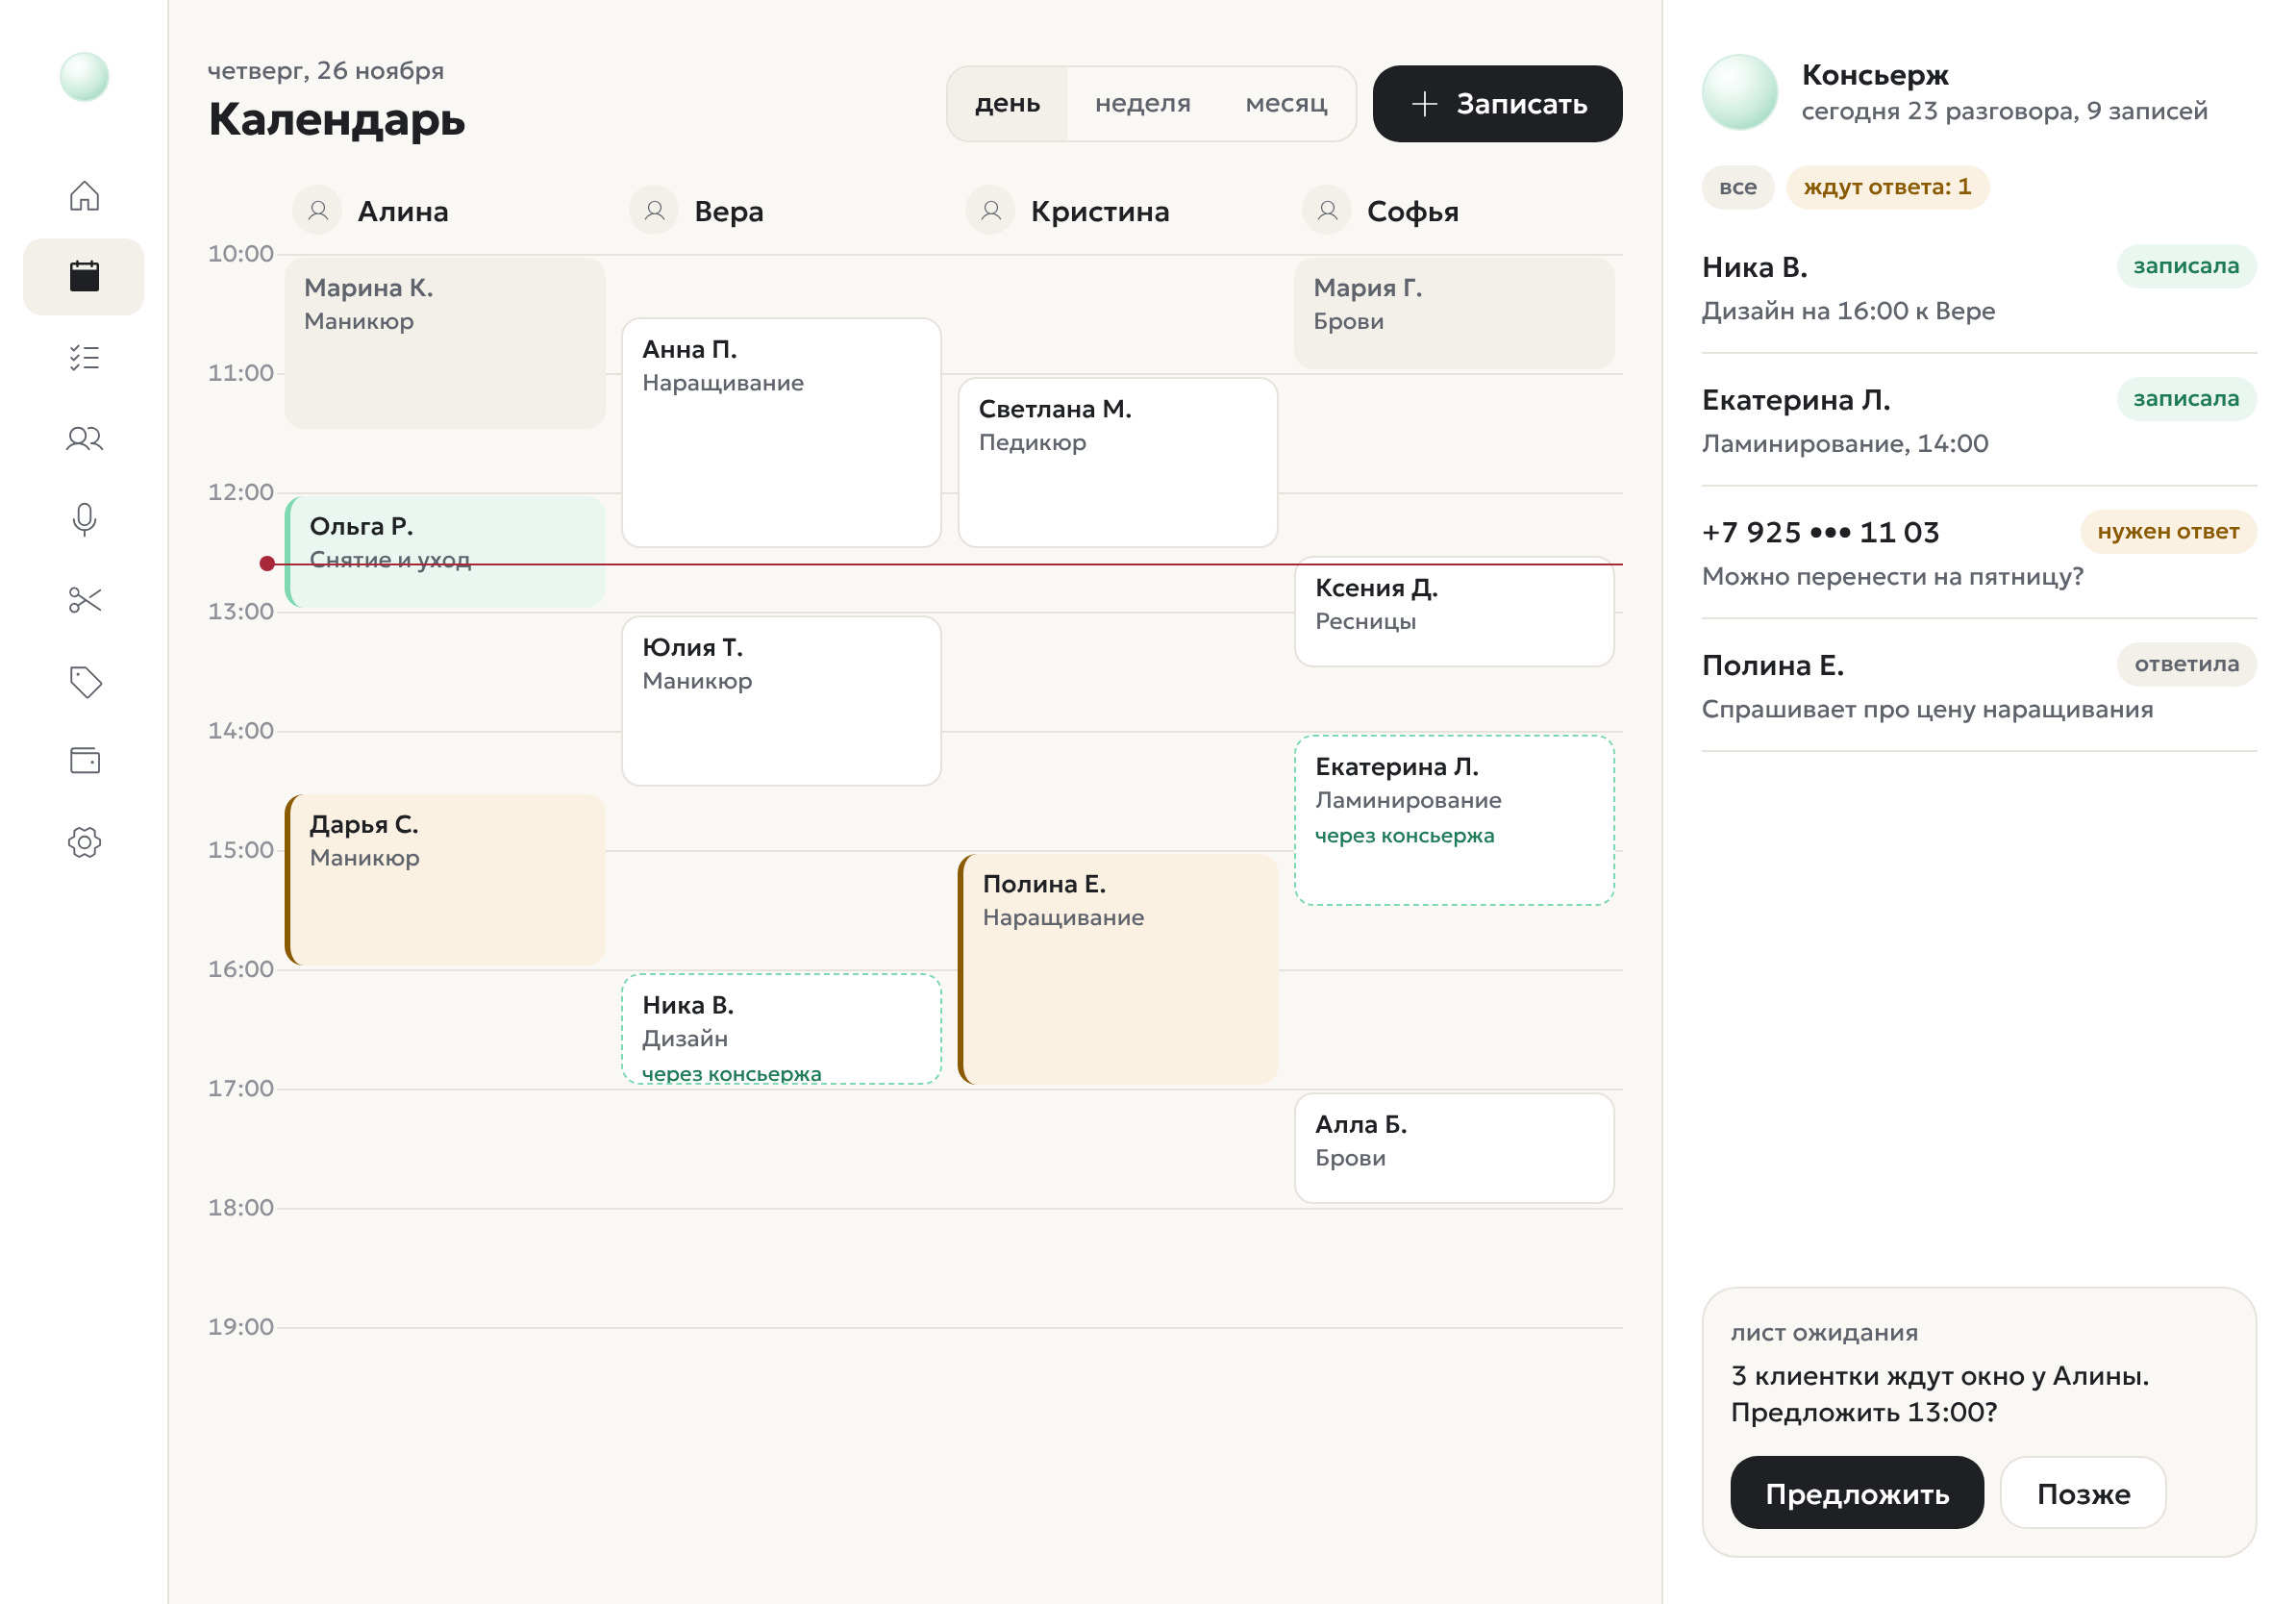 четверг, 26 ноября
Календарь
день
неделя
месяц
Записать
Алина
Вера
Кристина
Софья
10:00
Марина К.
Маникюр
Мария Г.
Брови
Анна П.
Наращивание
11:00
Светлана М.
Педикюр
12:00
Ольга Р.
Снятие и уход
Ксения Д.
Ресницы
13:00
Юлия Т.
Маникюр
14:00
Екатерина Л.
Ламинирование
через консьержа
Дарья С.
Маникюр
15:00
Полина Е.
Наращивание
16:00
Ника В.
Дизайн
через консьержа
17:00
Алла Б.
Брови
18:00
19:00
Консьерж
сегодня 23 разговора, 9 записей
все
ждут ответа: 1
Ника В.
записала
Дизайн на 16:00 к Вере
Екатерина Л.
записала
Ламинирование, 14:00
+7 925 ••• 11 03
нужен ответ
Можно перенести на пятницу?
Полина Е.
ответила
Спрашивает про цену наращивания
лист ожидания
3 клиентки ждут окно у Алины.
Предложить 13:00?
Предложить
Позже